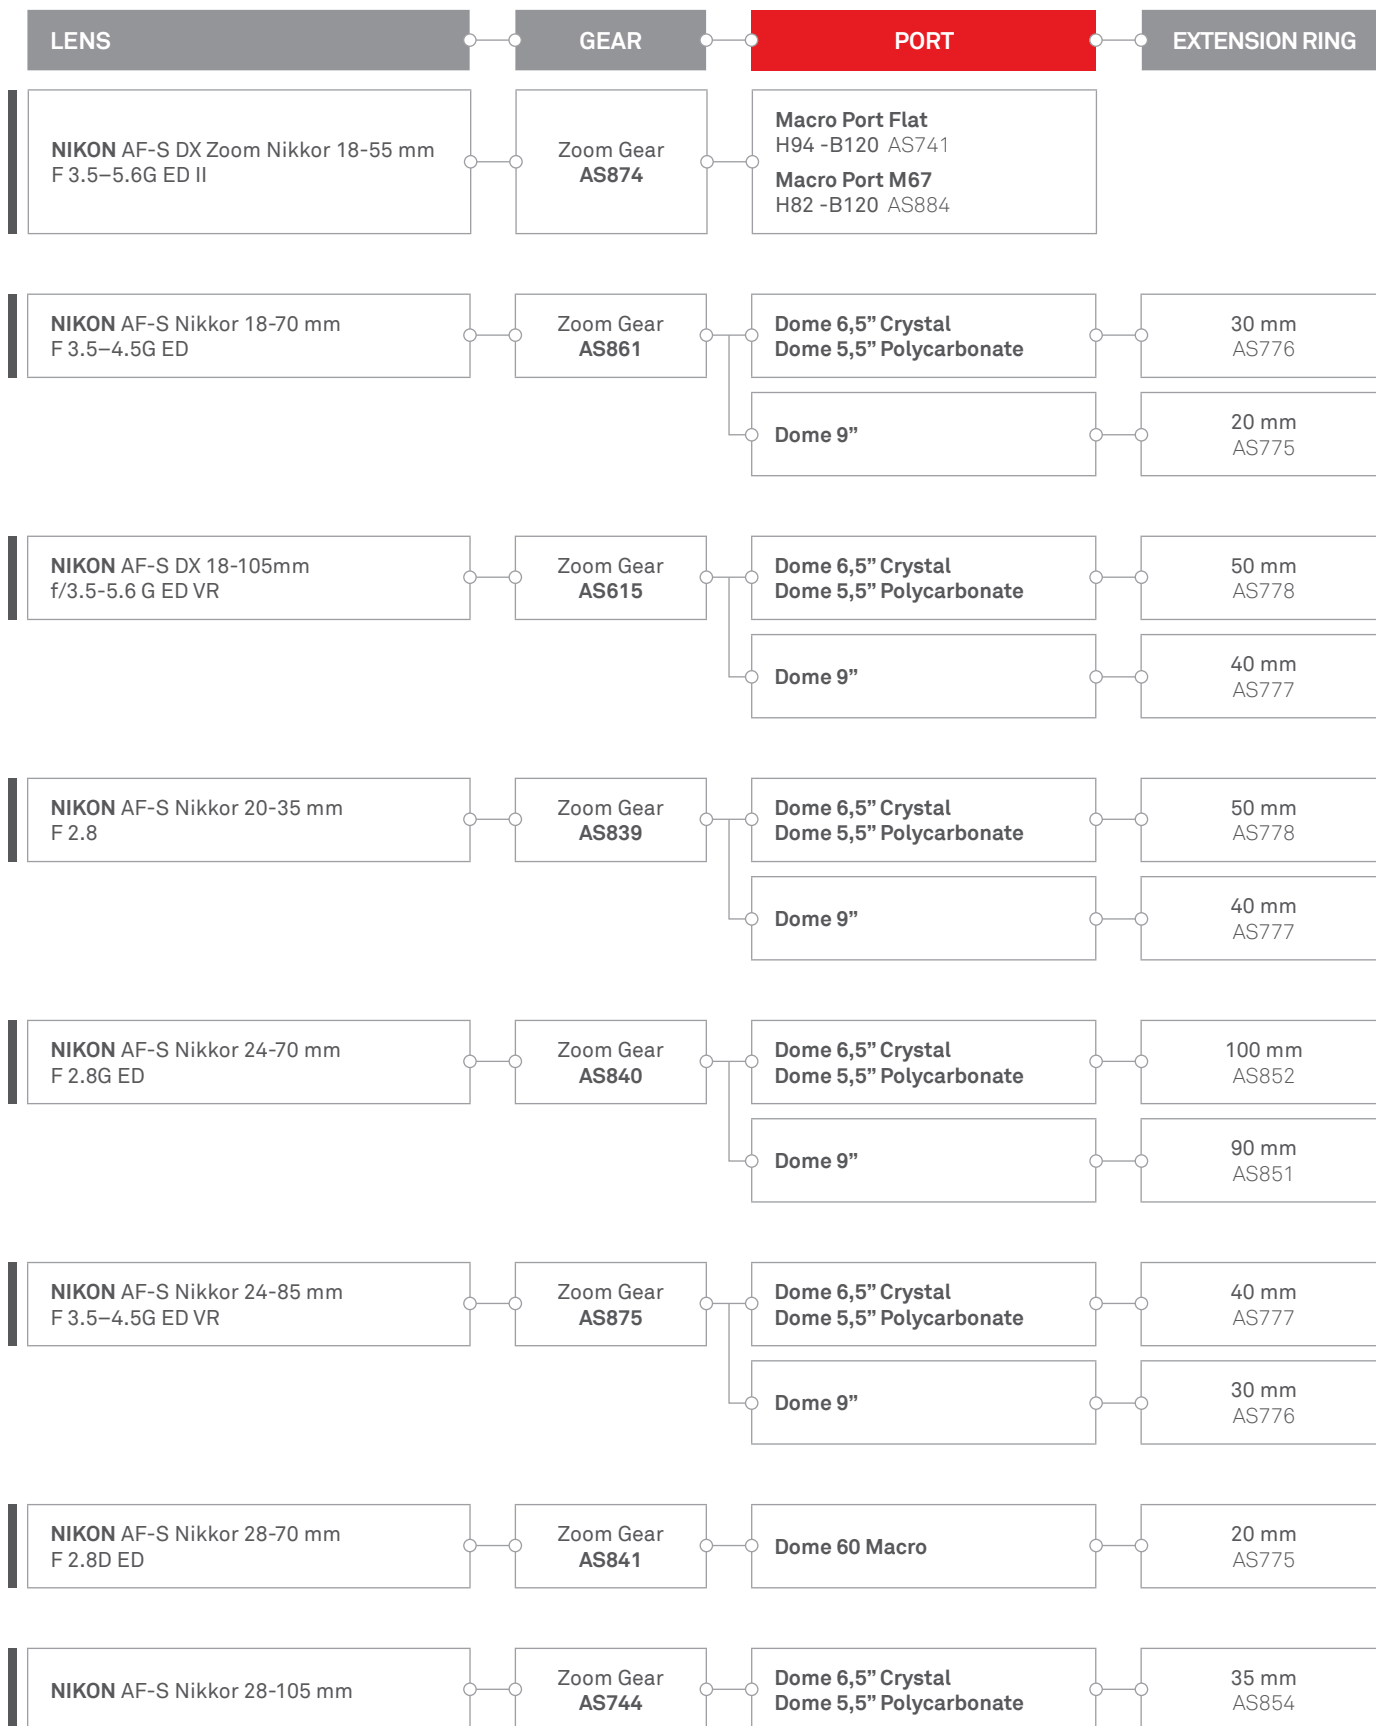 LENS GEAR PORT EXTENSION RING
NIKON AF-S DX Zoom Nikkor 18-55 mm
F 3.5–5.6G ED II
Zoom Gear
AS874
Macro Port Flat
H94 -B120 AS741
Macro Port M67
H82 -B120 AS884
NIKON AF-S Nikkor 18-70 mm
F 3.5–4.5G ED
Zoom Gear
AS861
Dome 6,5” Crystal
Dome 5,5” Polycarbonate
30 mm
AS776
Dome 9”
20 mm
AS775
NIKON AF-S DX 18-105mm
f/3.5-5.6 G ED VR
Zoom Gear
AS615
Dome 6,5” Crystal
Dome 5,5” Polycarbonate
50 mm
AS778
Dome 9”
40 mm
AS777
NIKON AF-S Nikkor 20-35 mm
F 2.8
Zoom Gear
AS839
Dome 6,5” Crystal
Dome 5,5” Polycarbonate
50 mm
AS778
Dome 9”
40 mm
AS777
NIKON AF-S Nikkor 24-70 mm
F 2.8G ED
Zoom Gear
AS840
Dome 6,5” Crystal
Dome 5,5” Polycarbonate
100 mm
AS852
Dome 9”
90 mm
AS851
NIKON AF-S Nikkor 24-85 mm
F 3.5–4.5G ED VR
Zoom Gear
AS875
Dome 6,5” Crystal
Dome 5,5” Polycarbonate
40 mm
AS777
Dome 9”
30 mm
AS776
NIKON AF-S Nikkor 28-70 mm
F 2.8D ED
Zoom Gear
AS841
Dome 60 Macro
20 mm
AS775
NIKON AF-S Nikkor 28-105 mm
Zoom Gear
AS744
Dome 6,5” Crystal
Dome 5,5” Polycarbonate
35 mm
AS854